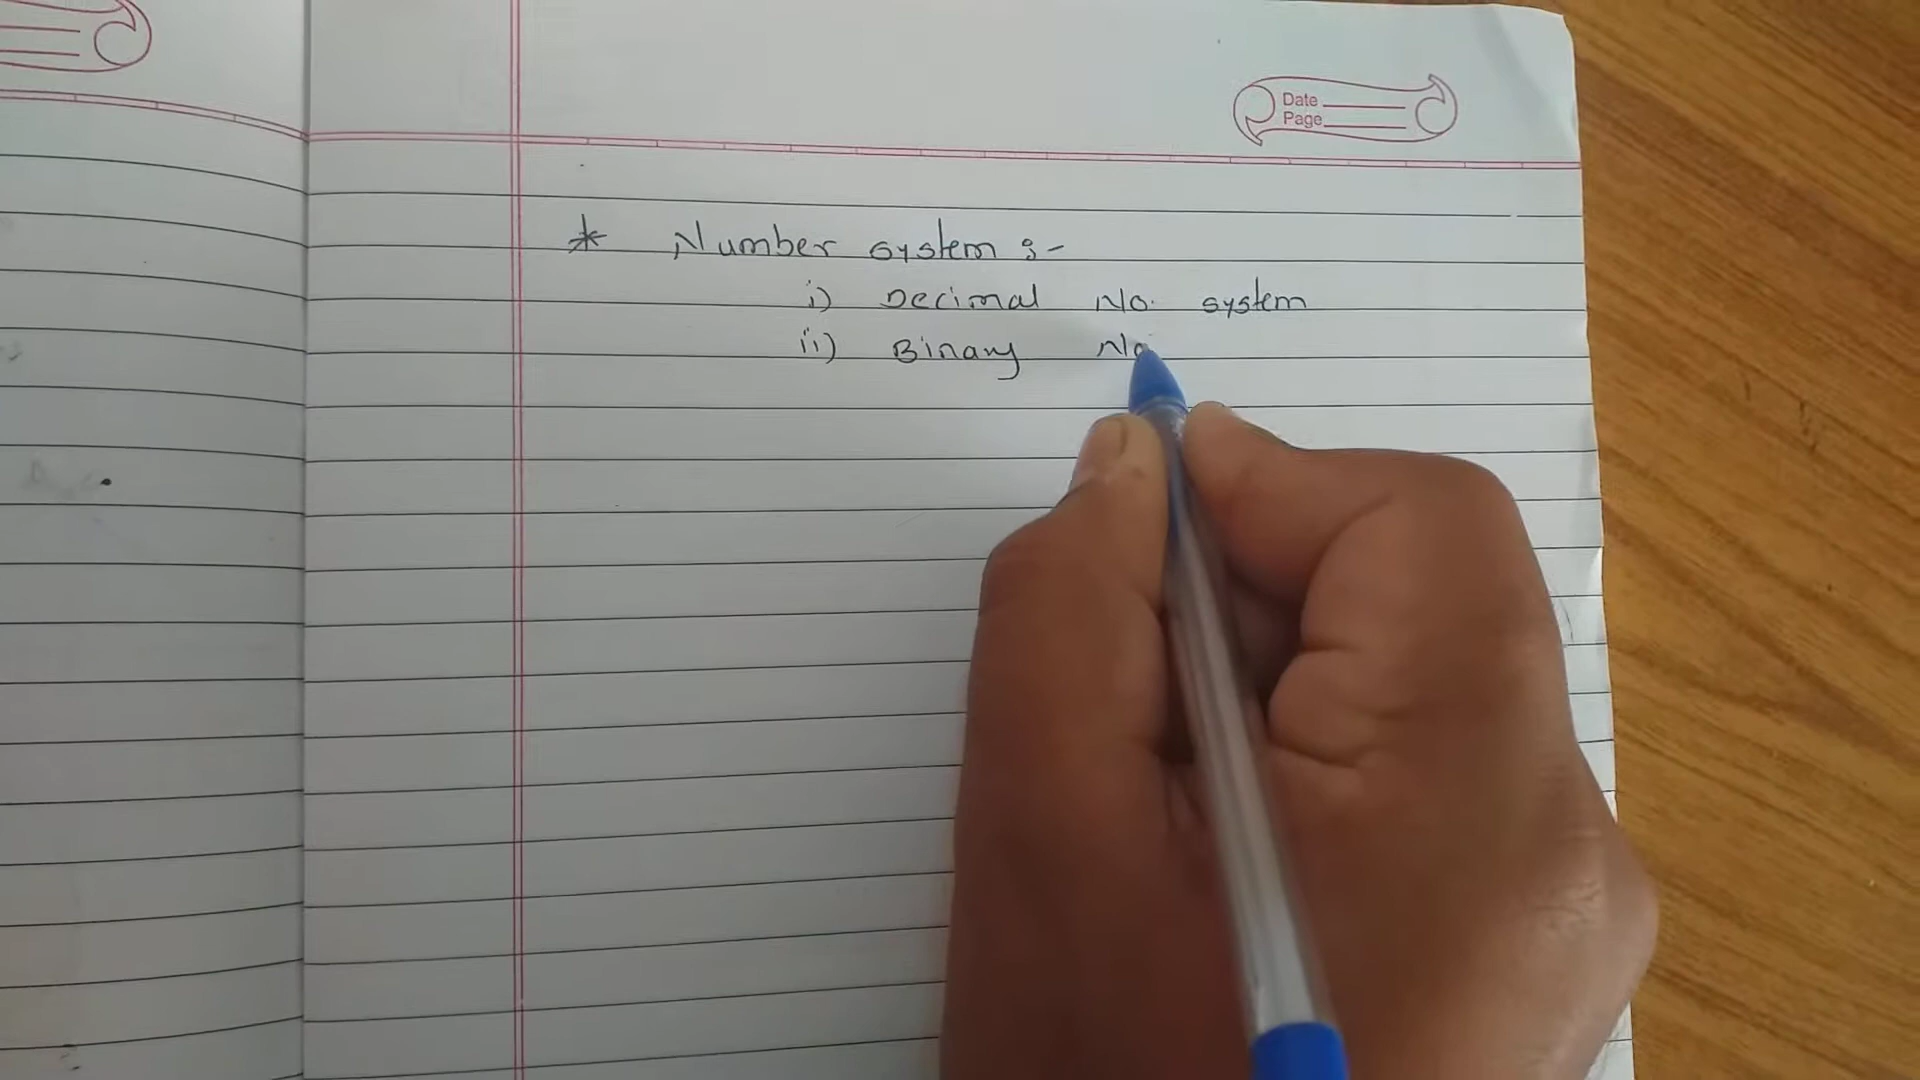 Date
Page
* Number system :-
i) Decimal No. system
ii) Binary No